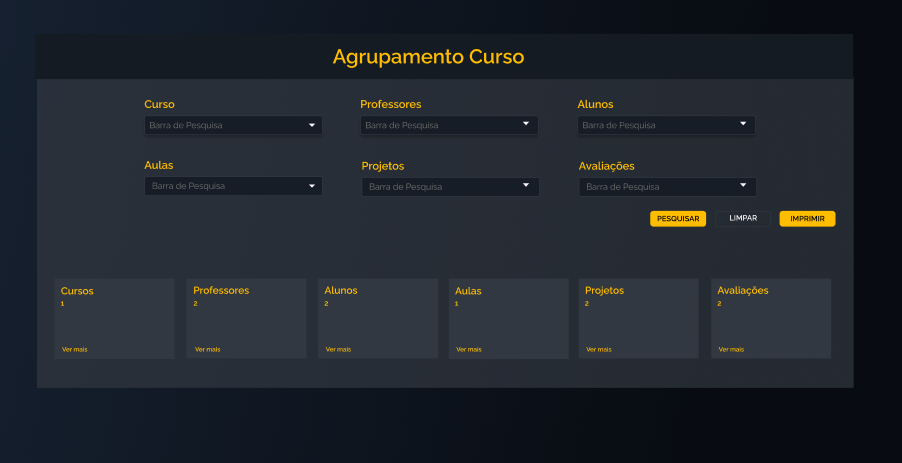 Agrupamento Curso
Curso
Professores
Alunos
Barra de Pesquisa
Barra de Pesquisa
Barra de Pesquisa
Aulas
Projetos
Avaliações
Barra de Pesquisa
Barra de Pesquisa
Barra de Pesquisa
PESQUISAR
LIMPAR
IMPRIMIR
Cursos
1
Ver mais
Professores
2
Ver mais
Alunos
2
Ver mais
Aulas
1
Ver mais
Projetos
2
Ver mais
Avaliações
2
Ver mais